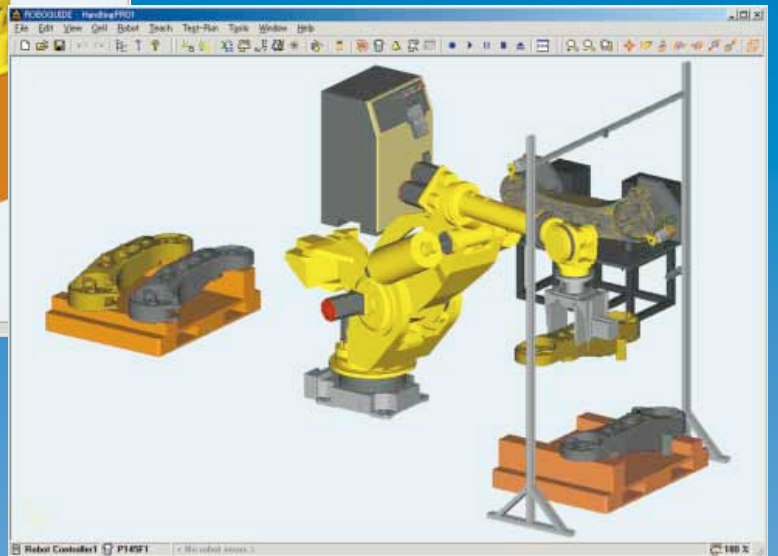 ROBOGUIDE - HandlingPRO1
File Edit View Cell Robot Teach Test-Run Tools Window Help
Robot Controller1 P145F1 100 %